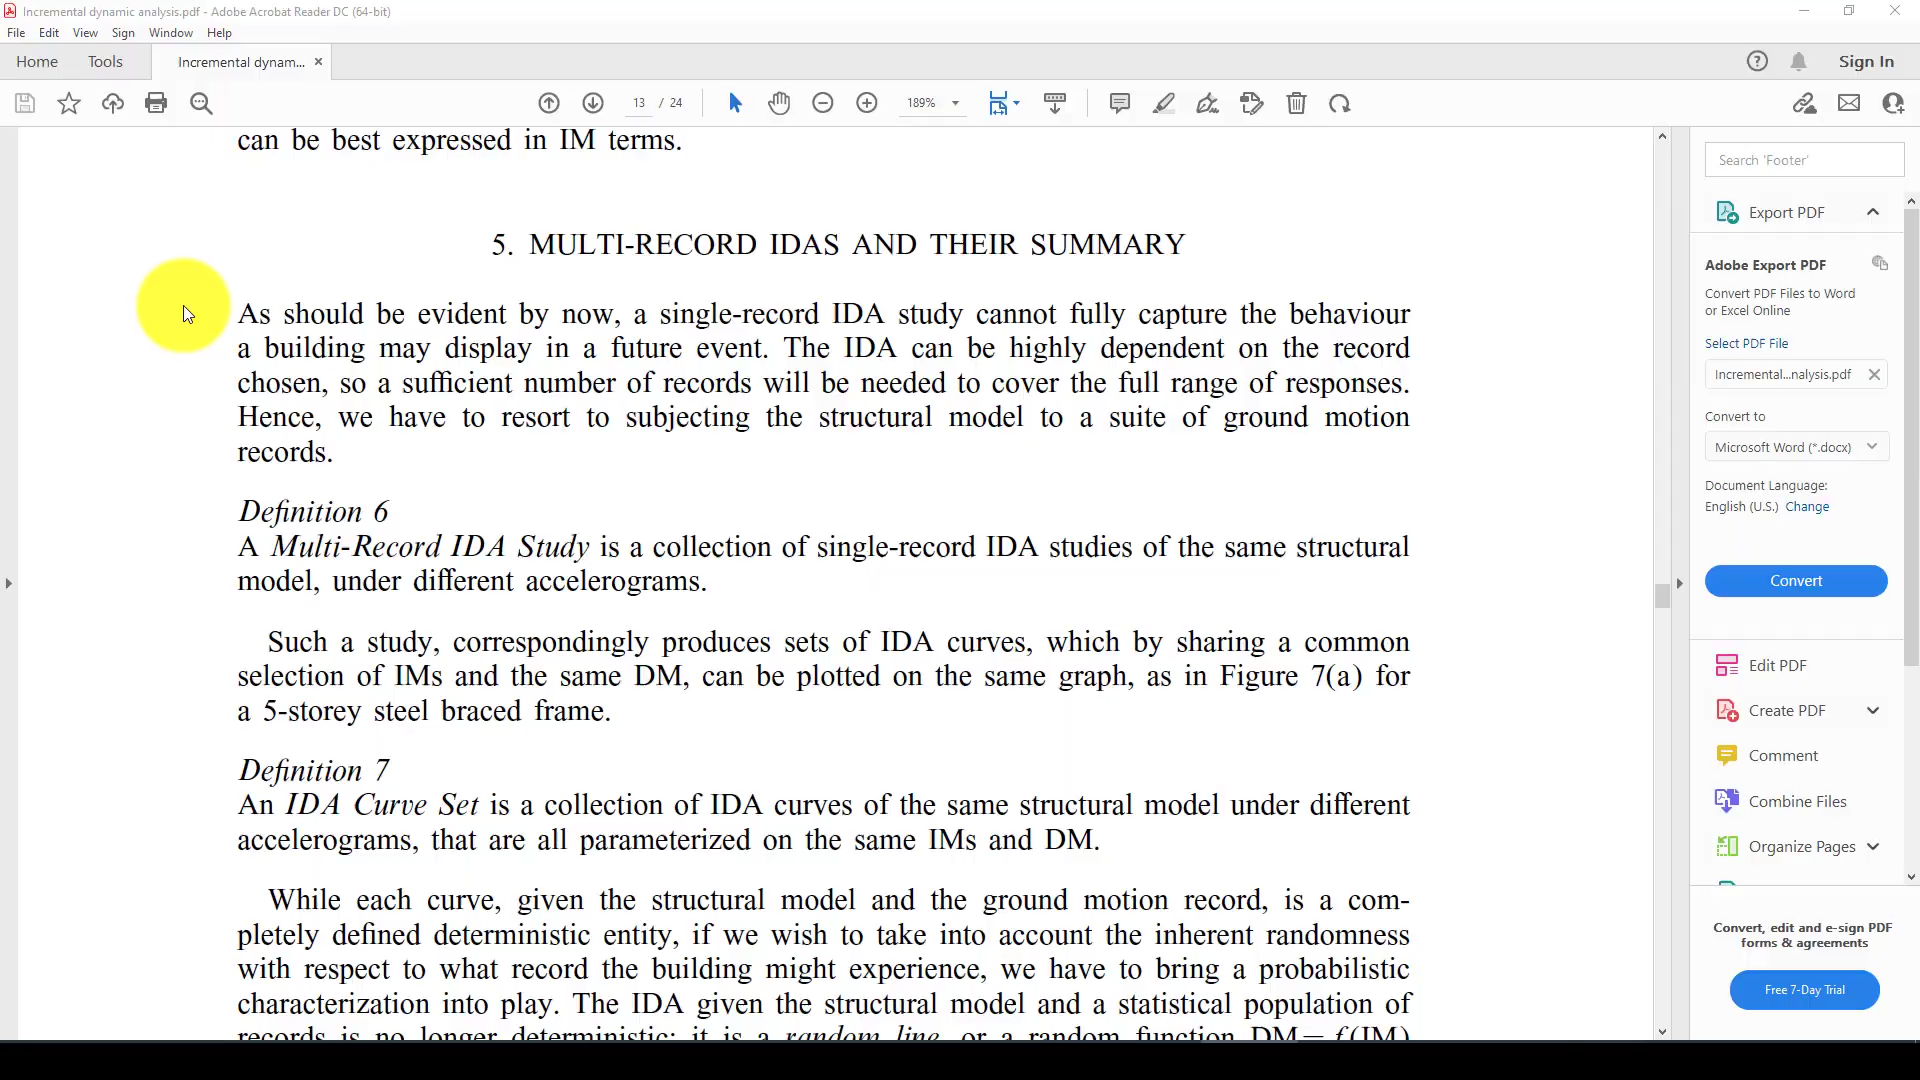 Incremental dynamic analysis.pdf - Adobe Acrobat Reader DC (64-bit)
File Edit View Sign Window Help
Home Tools Incremental dynam... × Sign In
13 / 24 189%
can be best expressed in IM terms.
5. MULTI-RECORD IDAS AND THEIR SUMMARY
As should be evident by now, a single-record IDA study cannot fully capture the behaviour
a building may display in a future event. The IDA can be highly dependent on the record
chosen, so a sufficient number of records will be needed to cover the full range of responses.
Hence, we have to resort to subjecting the structural model to a suite of ground motion
records.
Definition 6
A Multi-Record IDA Study is a collection of single-record IDA studies of the same structural
model, under different accelerograms.
Such a study, correspondingly produces sets of IDA curves, which by sharing a common
selection of IMs and the same DM, can be plotted on the same graph, as in Figure 7(a) for
a 5-storey steel braced frame.
Definition 7
An IDA Curve Set is a collection of IDA curves of the same structural model under different
accelerograms, that are all parameterized on the same IMs and DM.
While each curve, given the structural model and the ground motion record, is a com-
pletely defined deterministic entity, if we wish to take into account the inherent randomness
with respect to what record the building might experience, we have to bring a probabilistic
characterization into play. The IDA given the structural model and a statistical population of
records is no longer deterministic; it is a random line, or a random function DM=f(IM)
Search 'Footer'
Export PDF
Adobe Export PDF
Convert PDF Files to Word
or Excel Online
Select PDF File
Incremental...nalysis.pdf
Convert to
Microsoft Word (*.docx)
Document Language:
English (U.S.) Change
Convert
Edit PDF
Create PDF
Comment
Combine Files
Organize Pages
Convert, edit and e-sign PDF
forms & agreements
Free 7-Day Trial